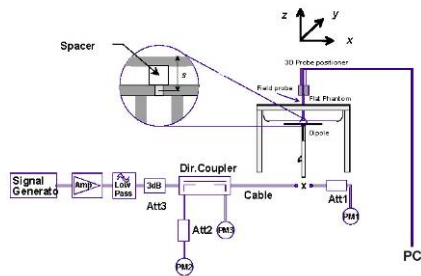 z
y
x
Spacer
s
3D Probe positioner
Field probe
Flat Phantom
Dipole
Dir.Coupler
Signal
Generato
Amp.
Low
Pass
3dB
Att3
Cable
x
Att1
PM1
Att2
PM3
PM2
PC